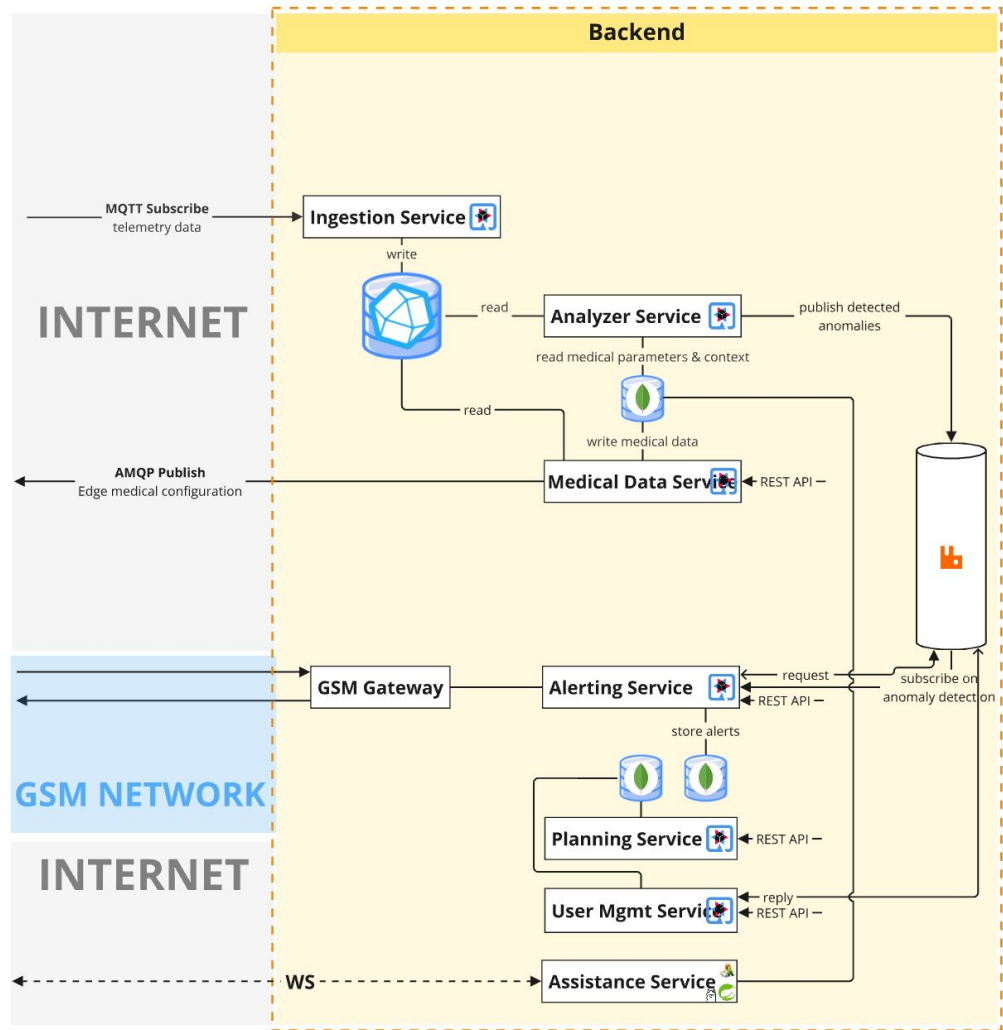 Backend
MQTT Subscribe
telemetry data
Ingestion Service
write
INTERNET
read
Analyzer Service
publish detected
anomalies
read medical parameters & context
read
write medical data
AMQP Publish
Edge medical configuration
Medical Data Service
REST API
GSM Gateway
Alerting Service
request
subscribe on
anomaly detection
REST API
store alerts
GSM NETWORK
Planning Service
REST API
INTERNET
User Mgmt Service
reply
REST API
WS
Assistance Service